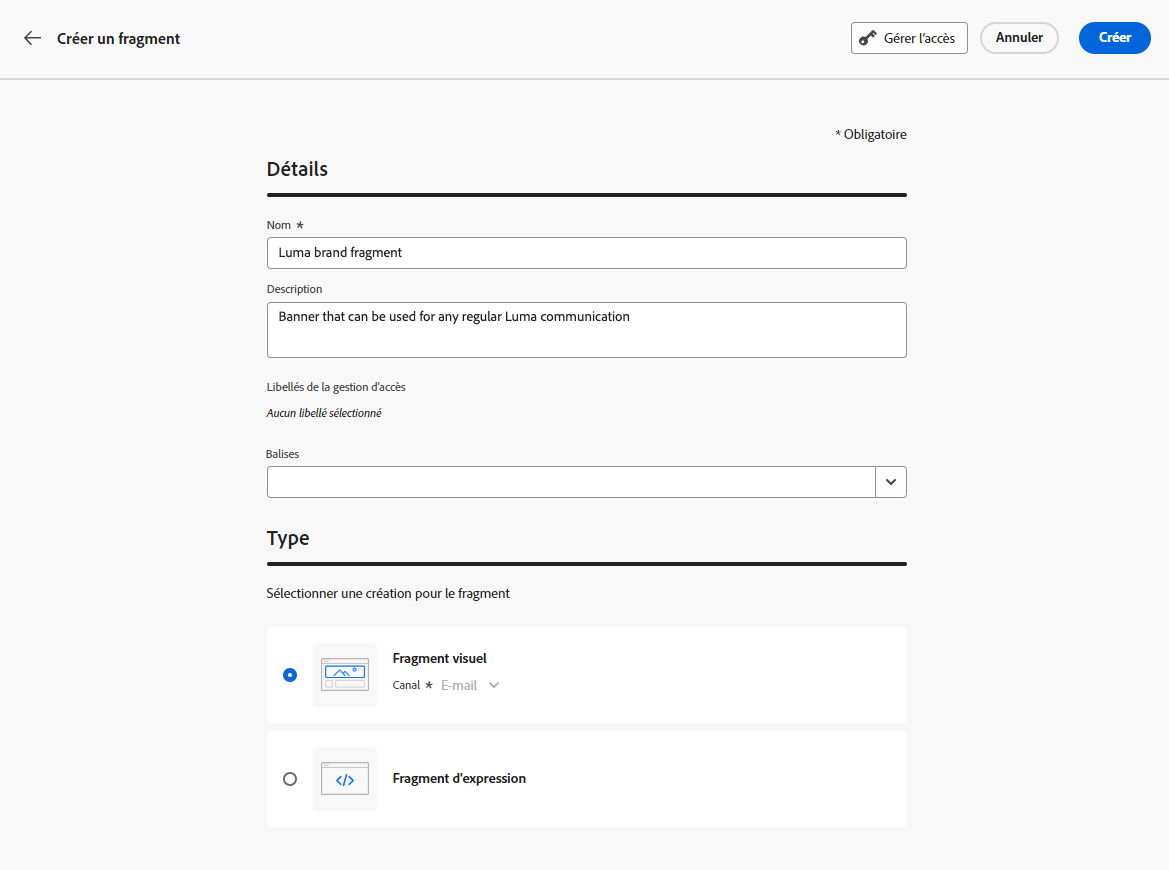 Créer un fragment
Gérer l'accès
Annuler
Créer
* Obligatoire
Détails
Nom *
Luma brand fragment
Description
Banner that can be used for any regular Luma communication
Libellés de la gestion d'accès
Aucun libellé sélectionné
Balises
Type
Sélectionner une création pour le fragment
Fragment visuel
Canal * E-mail
</>
Fragment d'expression